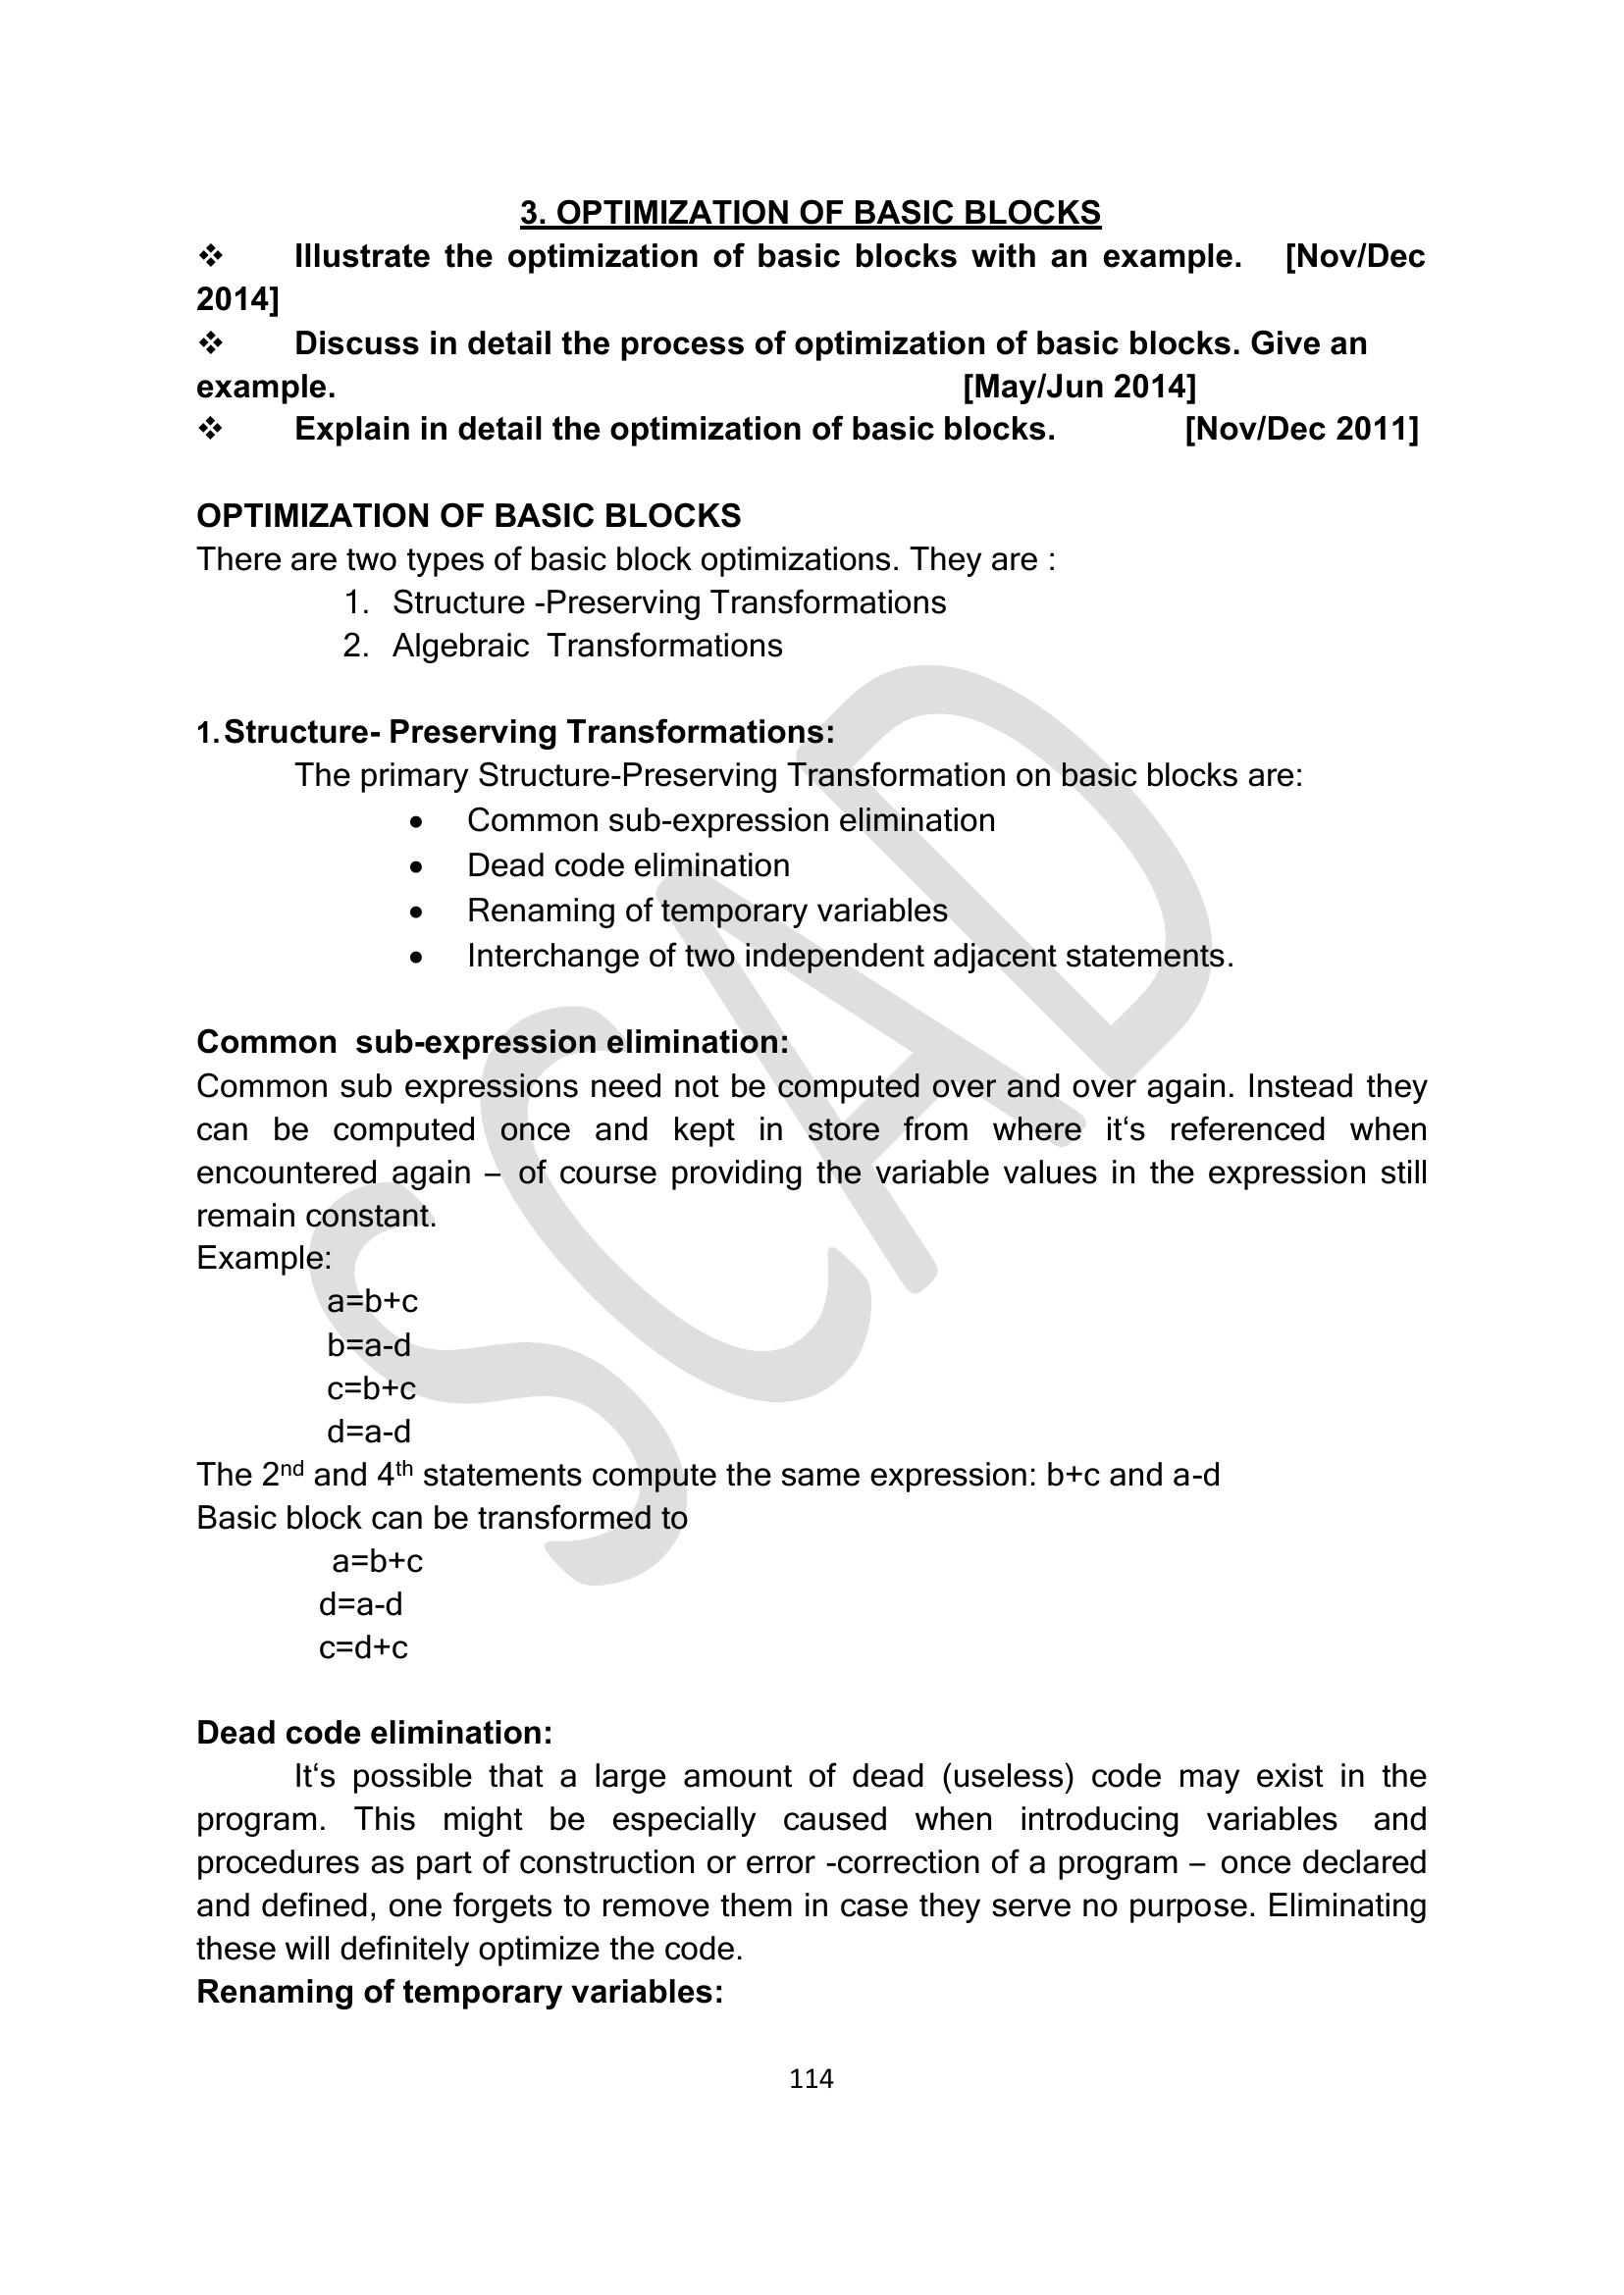 3. OPTIMIZATION OF BASIC BLOCKS
❖ Illustrate the optimization of basic blocks with an example. [Nov/Dec
2014]
❖ Discuss in detail the process of optimization of basic blocks. Give an
example. [May/Jun 2014]
❖ Explain in detail the optimization of basic blocks. [Nov/Dec 2011]
OPTIMIZATION OF BASIC BLOCKS
There are two types of basic block optimizations. They are :
1. Structure -Preserving Transformations
2. Algebraic Transformations
1. Structure- Preserving Transformations:
The primary Structure-Preserving Transformation on basic blocks are:
• Common sub-expression elimination
• Dead code elimination
• Renaming of temporary variables
• Interchange of two independent adjacent statements.
Common sub-expression elimination:
Common sub expressions need not be computed over and over again. Instead they
can be computed once and kept in store from where it‘s referenced when
encountered again – of course providing the variable values in the expression still
remain constant.
Example:
a=b+c
b=a-d
c=b+c
d=a-d
The 2nd and 4th statements compute the same expression: b+c and a-d
Basic block can be transformed to
a=b+c
d=a-d
c=d+c
Dead code elimination:
It‘s possible that a large amount of dead (useless) code may exist in the
program. This might be especially caused when introducing variables and
procedures as part of construction or error -correction of a program – once declared
and defined, one forgets to remove them in case they serve no purpose. Eliminating
these will definitely optimize the code.
Renaming of temporary variables:
114
SCAD